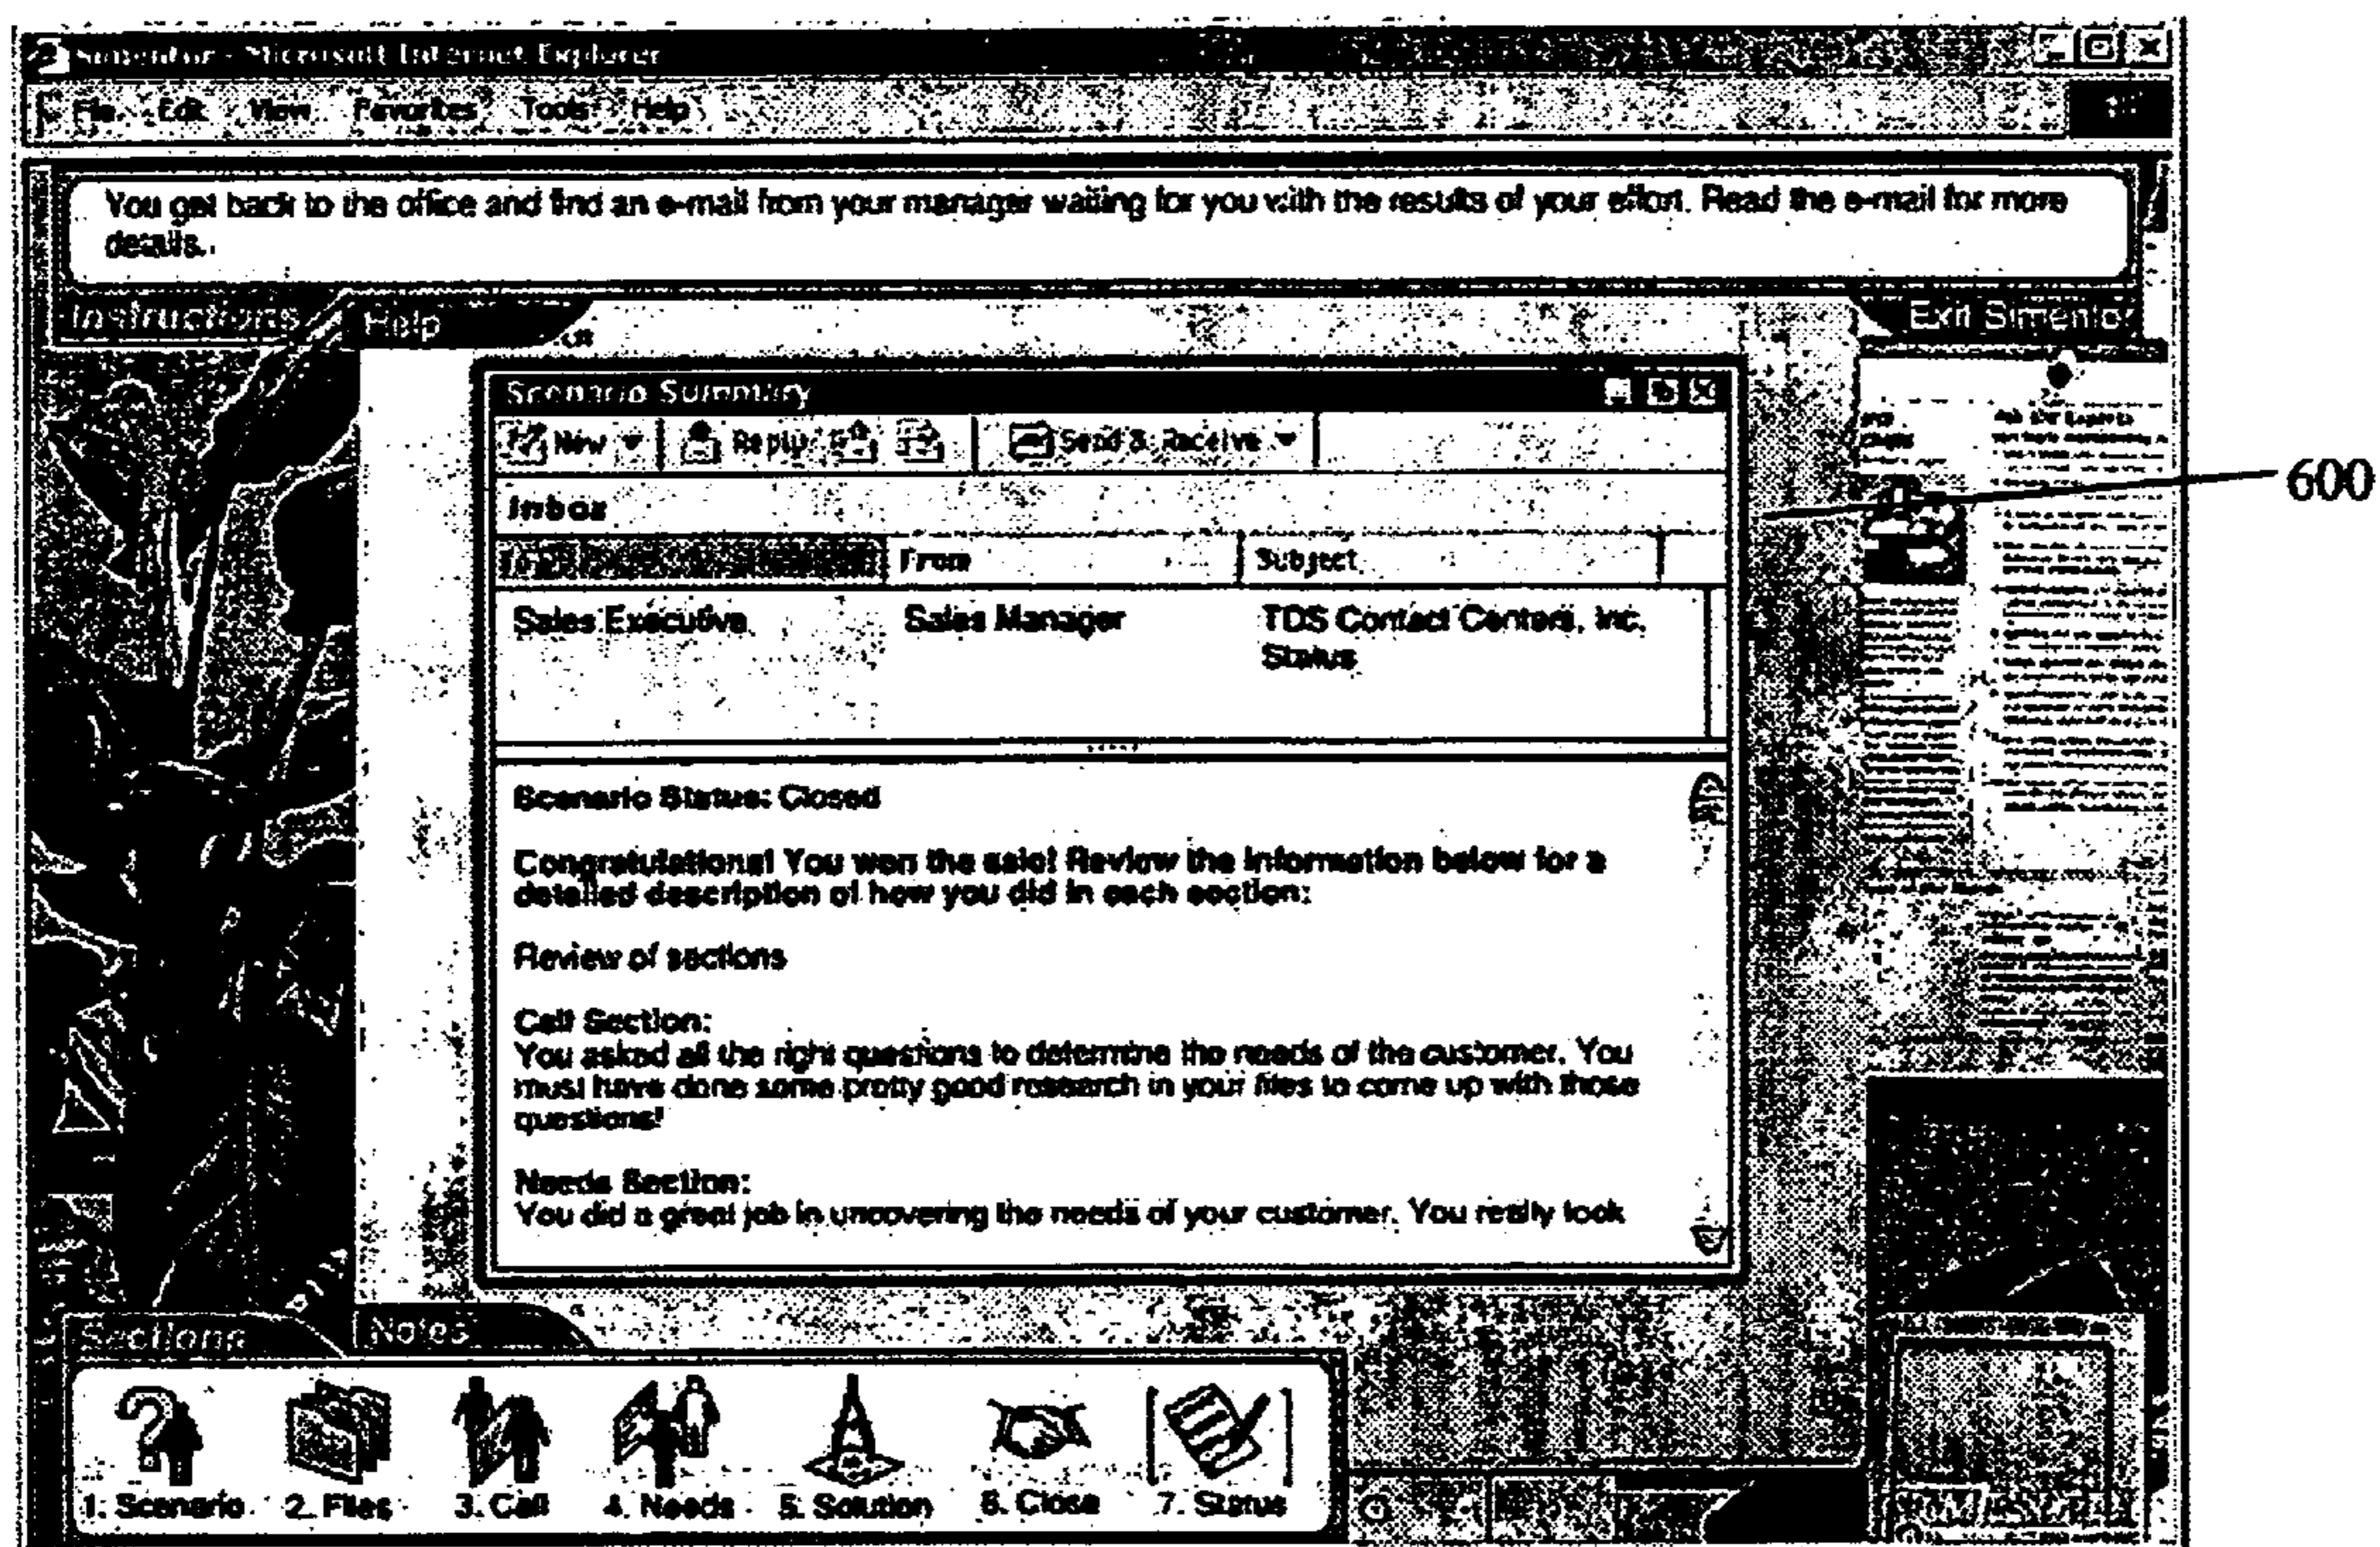 Simentor - Microsoft Internet Explorer
File Edit View Favorites Tools Help
You get back to the office and find an e-mail from your manager waiting for you with the results of your effort. Read the e-mail for more
details.
Instructions Help Exit Simentor
Scenario Summary
New Reply Send & Receive
600
Inbox
From Subject
Sales Executive Sales Manager TDS Contact Centers, Inc.
Status
Scenario Status: Closed
Congratulations! You won the sale! Review the information below for a
detailed description of how you did in each section:
Review of sections
Call Section:
You asked all the right questions to determine the needs of the customer. You
must have done some pretty good research in your files to come up with those
questions!
Needs Section:
You did a great job in uncovering the needs of your customer. You really took
Sections Notes
1. Scenario 2. Files 3. Call 4. Needs 5. Solution 6. Close 7. Status